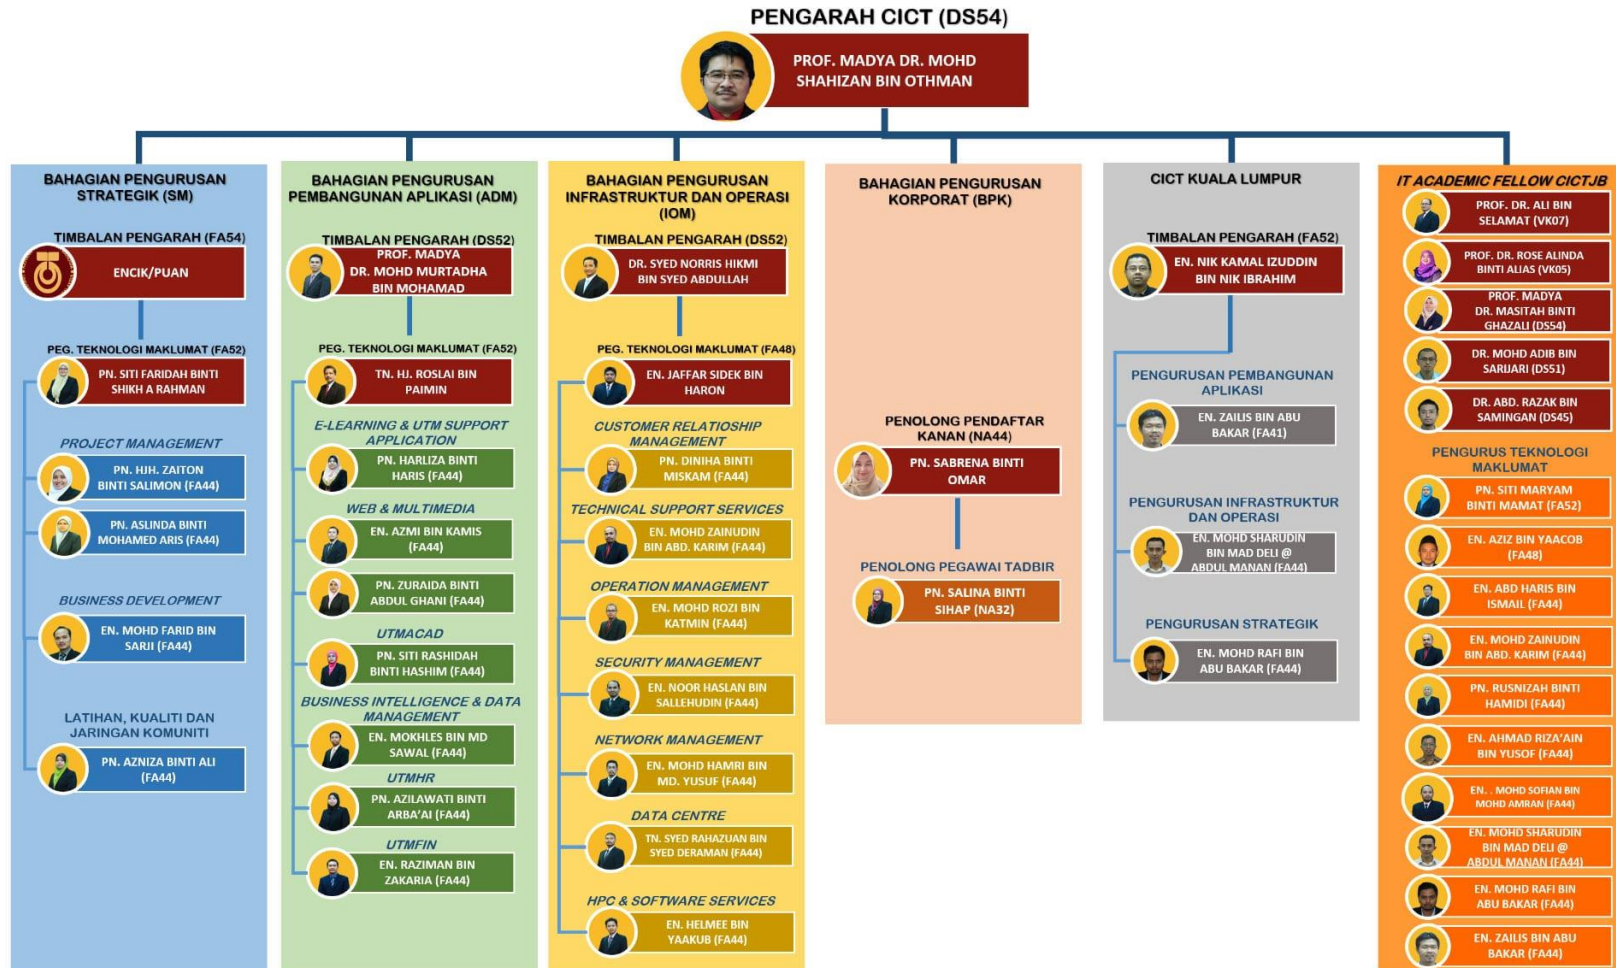 PENGARAH CICT (DS54)
PROF. MADYA DR. MOHD
SHAHIZAN BIN OTHMAN
BAHAGIAN PENGURUSAN
STRATEGIK (SM)
TIMBALAN PENGARAH (FA54)
ENCIK/PUAN
PEG. TEKNOLOGI MAKLUMAT (FA52)
PN. SITI FARIDAH BINTI
SHIKH A RAHMAN
PROJECT MANAGEMENT
PN. HJH. ZAITON
BINTI SALIMON (FA44)
PN. ASLINDA BINTI
MOHAMED ARIS (FA44)
BUSINESS DEVELOPMENT
EN. MOHD FARID BIN
SARJI (FA44)
LATIHAN, KUALITI DAN
JARINGAN KOMUNITI
PN. AZNIZA BINTI ALI
(FA44)
BAHAGIAN PENGURUSAN
PEMBANGUNAN APLIKASI (ADM)
TIMBALAN PENGARAH (DS52)
PROF. MADYA
DR. MOHD MURTADHA
BIN MOHAMAD
PEG. TEKNOLOGI MAKLUMAT (FA52)
TN. HJ. ROSLAI BIN
PAIMIN
E-LEARNING & UTM SUPPORT
APPLICATION
PN. HARLIZA BINTI
HARIS (FA44)
WEB & MULTIMEDIA
EN. AZMI BIN KAMIS
(FA44)
PN. ZURAIDA BINTI
ABDUL GHANI (FA44)
UTMACAD
PN. SITI RASHIDAH
BINTI HASHIM (FA44)
BUSINESS INTELLIGENCE & DATA
MANAGEMENT
EN. MOKHLES BIN MD
SAWAL (FA44)
UTMHR
PN. AZILAWATI BINTI
ARBA'AI (FA44)
UTMFIN
EN. RAZIMAN BIN
ZAKARIA (FA44)
BAHAGIAN PENGURUSAN
INFRASTRUKTUR DAN OPERASI
(IOM)
TIMBALAN PENGARAH (DS52)
DR. SYED NORRIS HIKMI
BIN SYED ABDULLAH
PEG. TEKNOLOGI MAKLUMAT (FA48)
EN. JAFFAR SIDEK BIN
HARON
CUSTOMER RELATIOSHIP
MANAGEMENT
PN. DINIHA BINTI
MISKAM (FA44)
TECHNICAL SUPPORT SERVICES
EN. MOHD ZAINUDIN
BIN ABD. KARIM (FA44)
OPERATION MANAGEMENT
EN. MOHD ROZI BIN
KATMIN (FA44)
SECURITY MANAGEMENT
EN. NOOR HASLAN BIN
SALLEHUDIN (FA44)
NETWORK MANAGEMENT
EN. MOHD HAMRI BIN
MD. YUSUF (FA44)
DATA CENTRE
TN. SYED RAHAZUAN BIN
SYED DERAMAN (FA44)
HPC & SOFTWARE SERVICES
EN. HELMEE BIN
YAAKUB (FA44)
BAHAGIAN PENGURUSAN
KORPORAT (BPK)
PENOLONG PENDAFTAR
KANAN (NA44)
PN. SABRENA BINTI
OMAR
PENOLONG PEGAWAI TADBIR
PN. SALINA BINTI
SIHAP (NA32)
CICT KUALA LUMPUR
TIMBALAN PENGARAH (FA52)
EN. NIK KAMAL IZUDDIN
BIN NIK IBRAHIM
PENGURUSAN PEMBANGUNAN
APLIKASI
EN. ZAILIS BIN ABU
BAKAR (FA41)
PENGURUSAN INFRASTRUKTUR
DAN OPERASI
EN. MOHD SHARUDIN
BIN MAD DELI @
ABDUL MANAN (FA44)
PENGURUSAN STRATEGIK
EN. MOHD RAFI BIN
ABU BAKAR (FA44)
IT ACADEMIC FELLOW CICTJB
PROF. DR. ALI BIN
SELAMAT (VK07)
PROF. DR. ROSE ALINDA
BINTI ALIAS (VK05)
PROF. MADYA
DR. MASITAH BINTI
GHAZALI (DS54)
DR. MOHD ADIB BIN
SARIJARI (DS51)
DR. ABD. RAZAK BIN
SAMINGAN (DS45)
PENGURUS TEKNOLOGI
MAKLUMAT
PN. SITI MARYAM
BINTI MAMAT (FA52)
EN. AZIZ BIN YAACOB
(FA48)
EN. ABD HARIS BIN
ISMAIL (FA44)
EN. MOHD ZAINUDIN
BIN ABD. KARIM (FA44)
PN. RUSNIZAH BINTI
HAMIDI (FA44)
EN. AHMAD RIZA'AIN
BIN YUSOF (FA44)
EN. . MOHD SOFIAN BIN
MOHD AMRAN (FA44)
EN. MOHD SHARUDIN
BIN MAD DELI @
ABDUL MANAN (FA44)
EN. MOHD RAFI BIN
ABU BAKAR (FA44)
EN. ZAILIS BIN ABU
BAKAR (FA44)